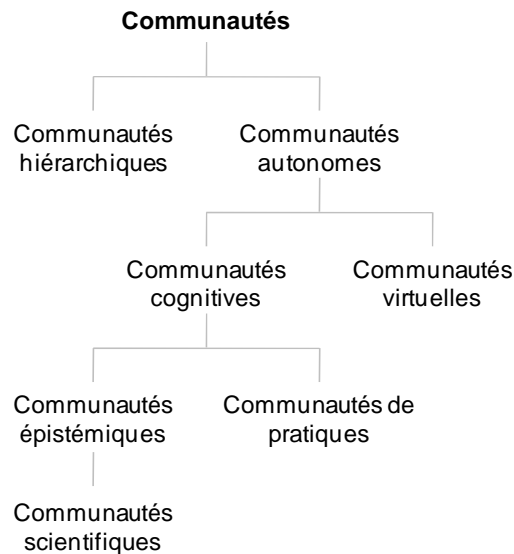 Communautés
Communautés
hiérarchiques
Communautés
autonomes
Communautés
cognitives
Communautés
virtuelles
Communautés
épistémiques
Communautés de
pratiques
Communautés
scientifiques